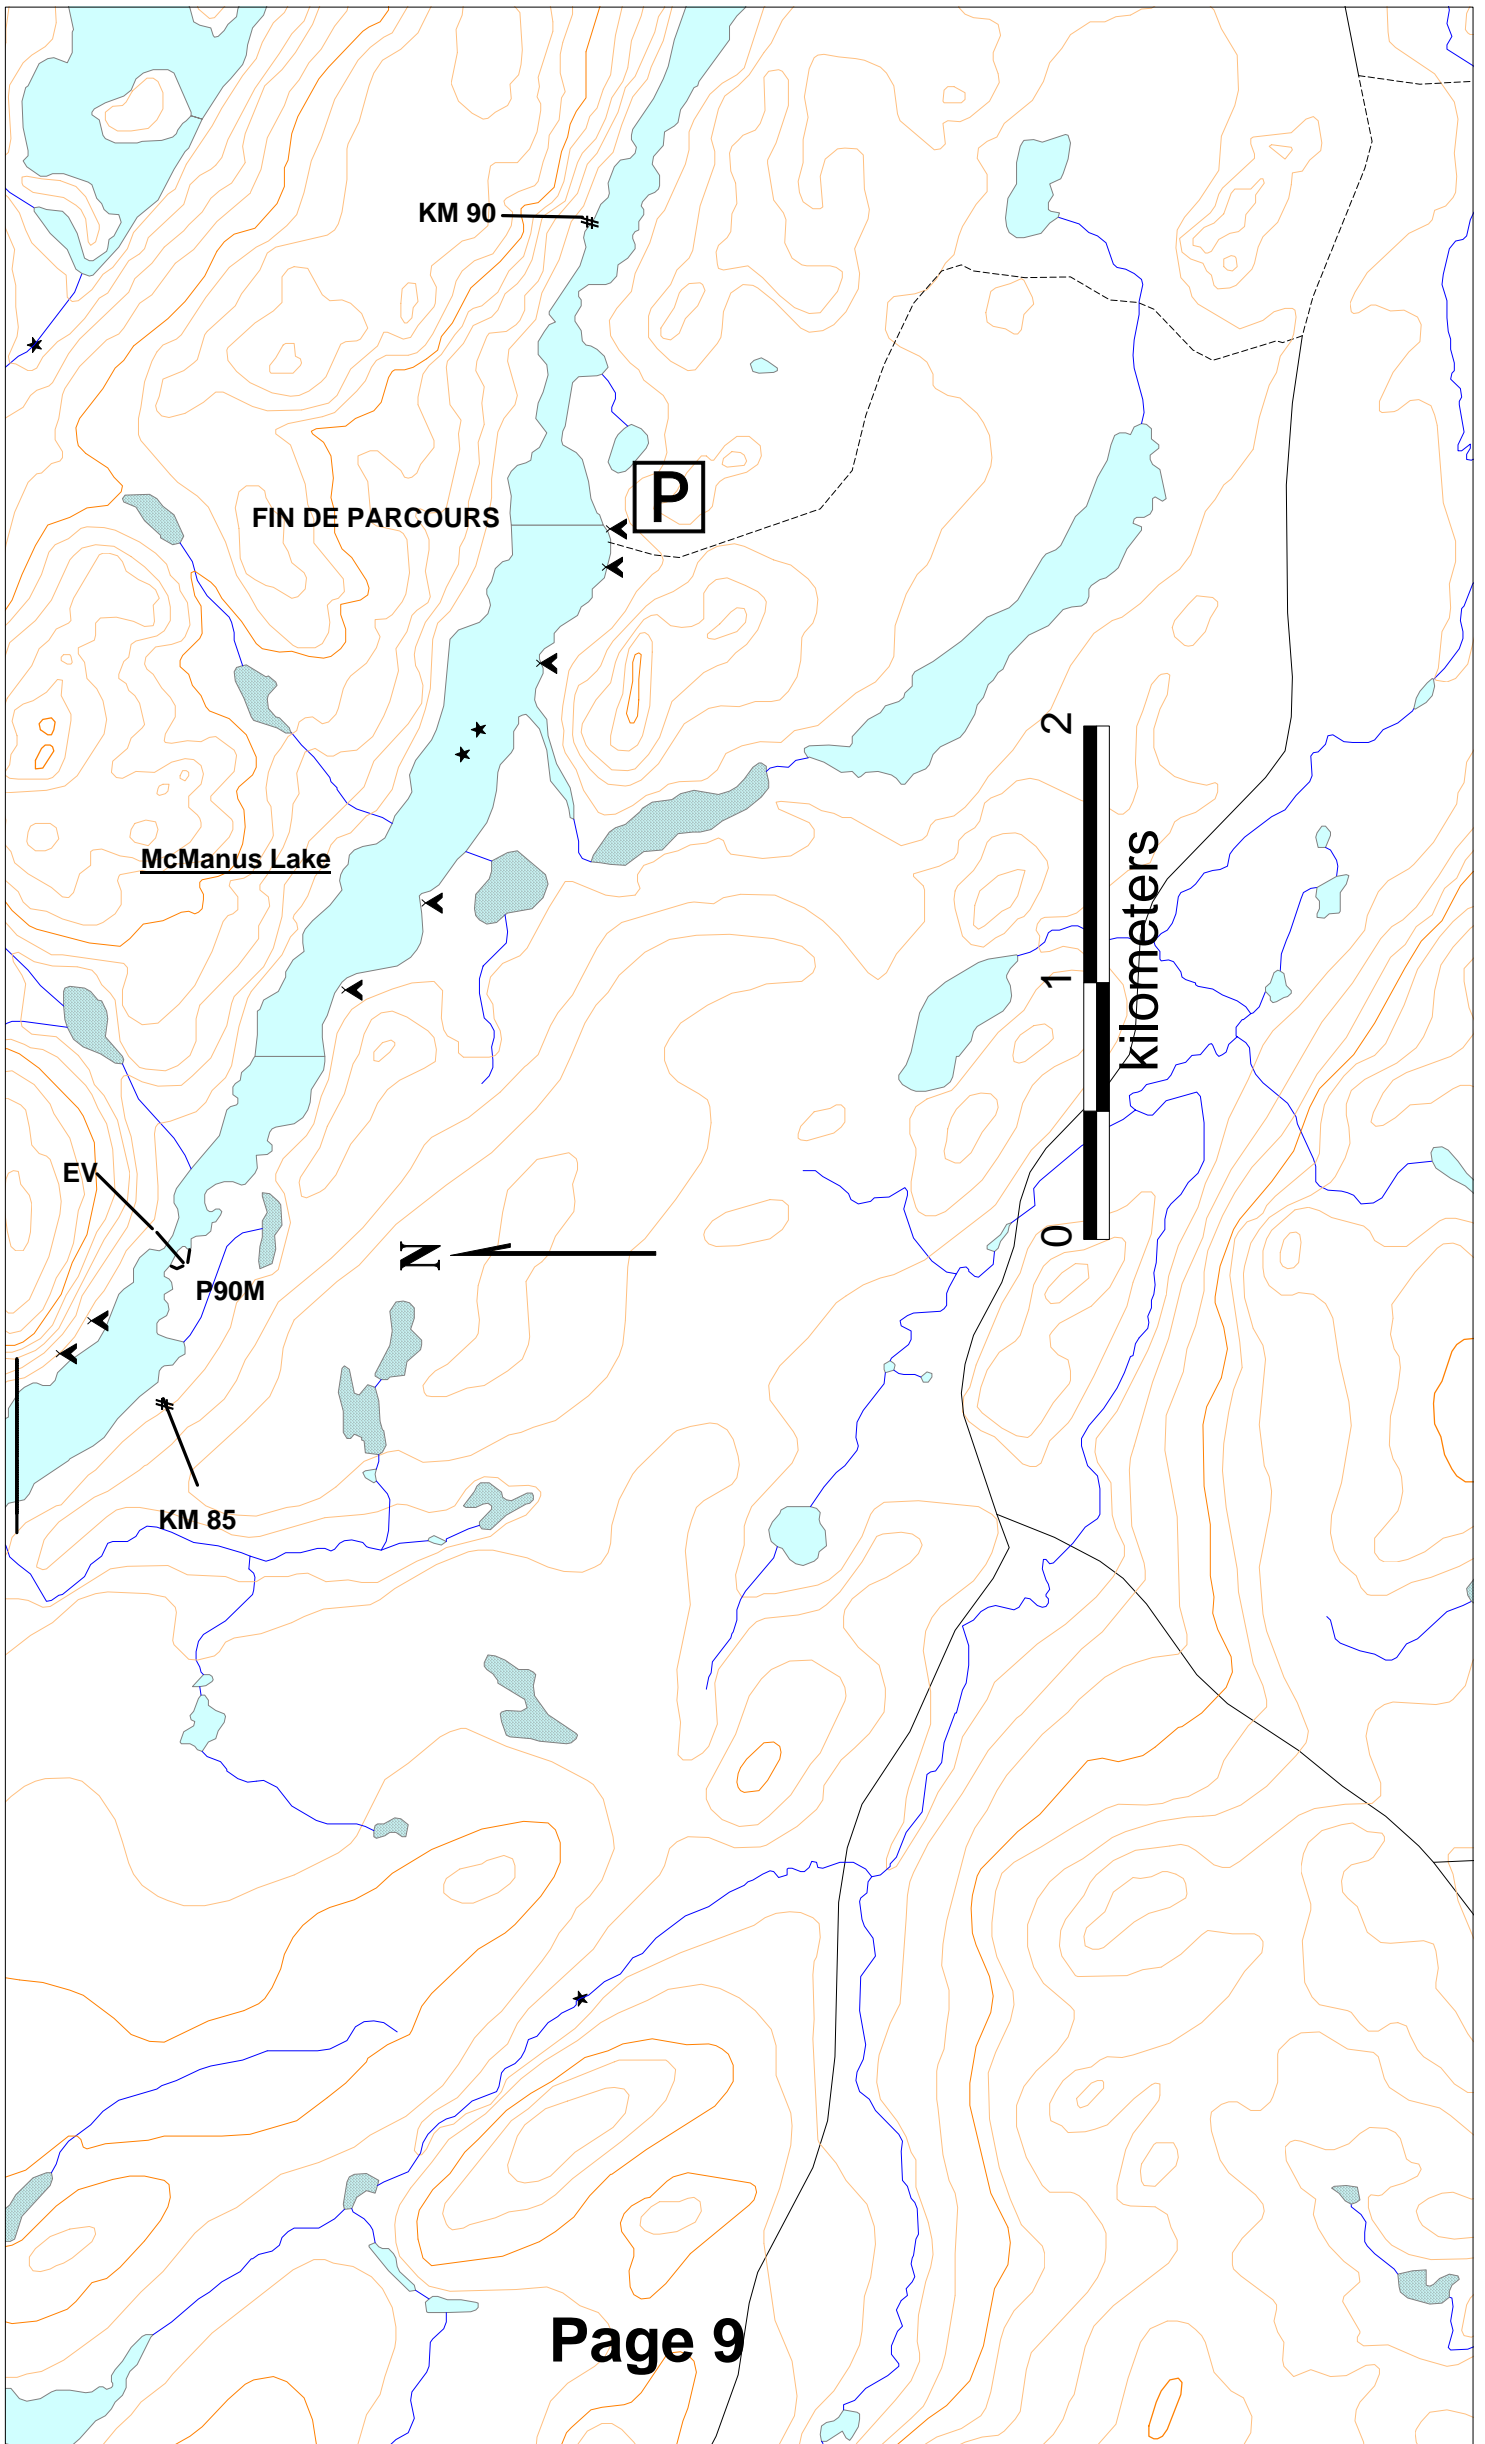 KM 90
P
FIN DE PARCOURS
2
McManus Lake
1
kilometers
EV
0
N
P90M
KM 85
Page 9